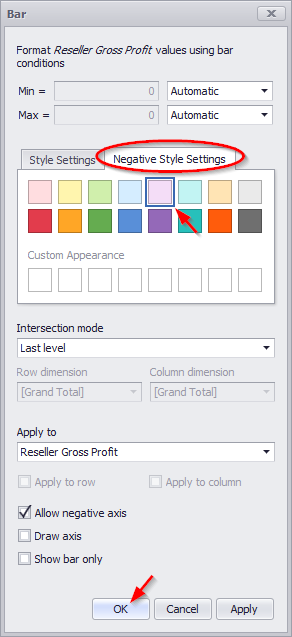 Bar
Format Reseller Gross Profit values using bar
conditions
Min = 0 Automatic
Max = 0 Automatic
Style Settings Negative Style Settings
Custom Appearance
Intersection mode
Last level
Row dimension Column dimension
[Grand Total] [Grand Total]
Apply to
Reseller Gross Profit
Apply to row Apply to column
Allow negative axis
Draw axis
Show bar only
OK Cancel Apply